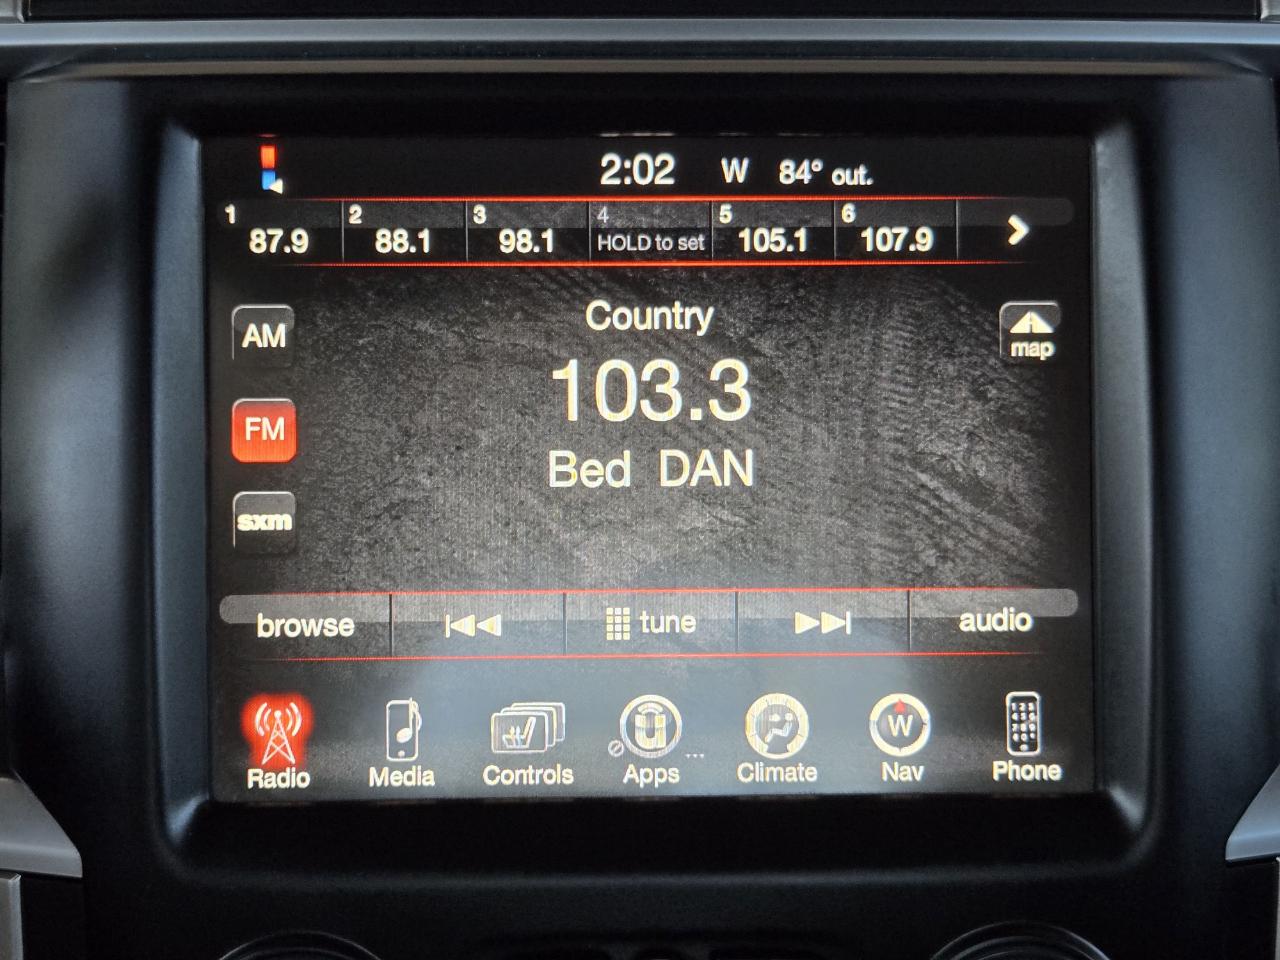 2:02 W 84° out.
1 2 3 4 5 6
87.9 88.1 98.1 HOLD to set 105.1 107.9
Country
AM
map
103.3
FM
Bed DAN
sxm
browse tune audio
W
Radio Media Controls Apps ... Climate Nav Phone